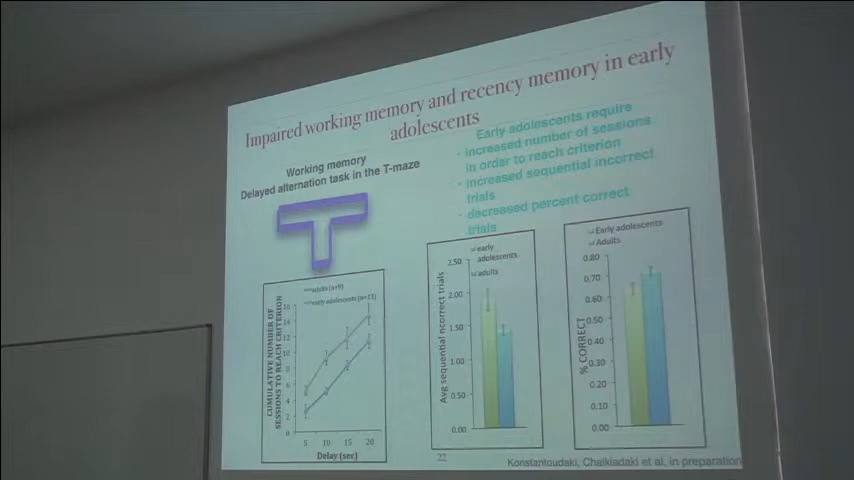 Impaired working memory and recency memory in early
adolescents
Working memory
Delayed alternation task in the T-maze
Early adolescents require
- increased number of sessions
in order to reach criterion
- increased sequential incorrect
trials
- decreased percent correct
trials
adults (n=9)
early adolescents (n=13)
CUMULATIVE NUMBER OF
SESSIONS TO REACH CRITERION
16
14
12
10
8
6
4
2
0
5 10 15 20
Delay (sec)
early
adolescents
adults
Avg sequential ncorrect trials
2.50
2.00
1.50
1.00
0.50
0.00
Early adolescents
Adults
% CORRECT
0.80
0.70
0.60
0.50
0.40
0.30
0.20
0.10
0.00
22
Konstantoudaki, Chalkiadaki et al. in preparation